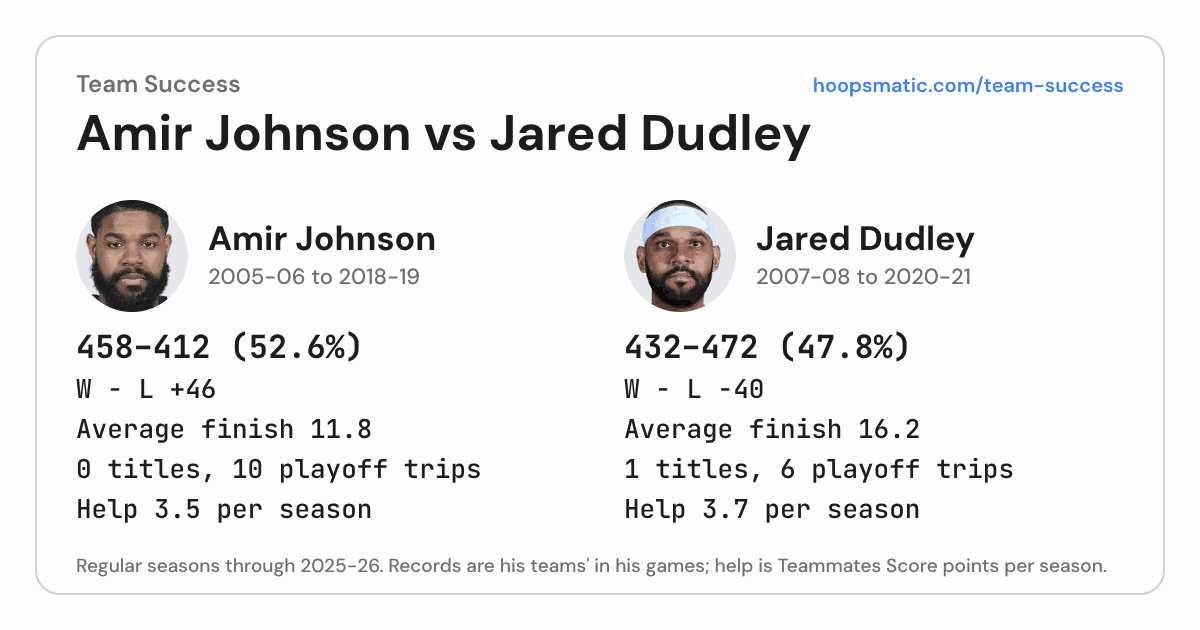 Team Success
hoopsmatic.com/team-success
Amir Johnson vs Jared Dudley
Amir Johnson
2005-06 to 2018-19
458-412 (52.6%)
W - L +46
Average finish 11.8
0 titles, 10 playoff trips
Help 3.5 per season
Jared Dudley
2007-08 to 2020-21
432-472 (47.8%)
W - L -40
Average finish 16.2
1 titles, 6 playoff trips
Help 3.7 per season
Regular seasons through 2025-26. Records are his teams' in his games; help is Teammates Score points per season.